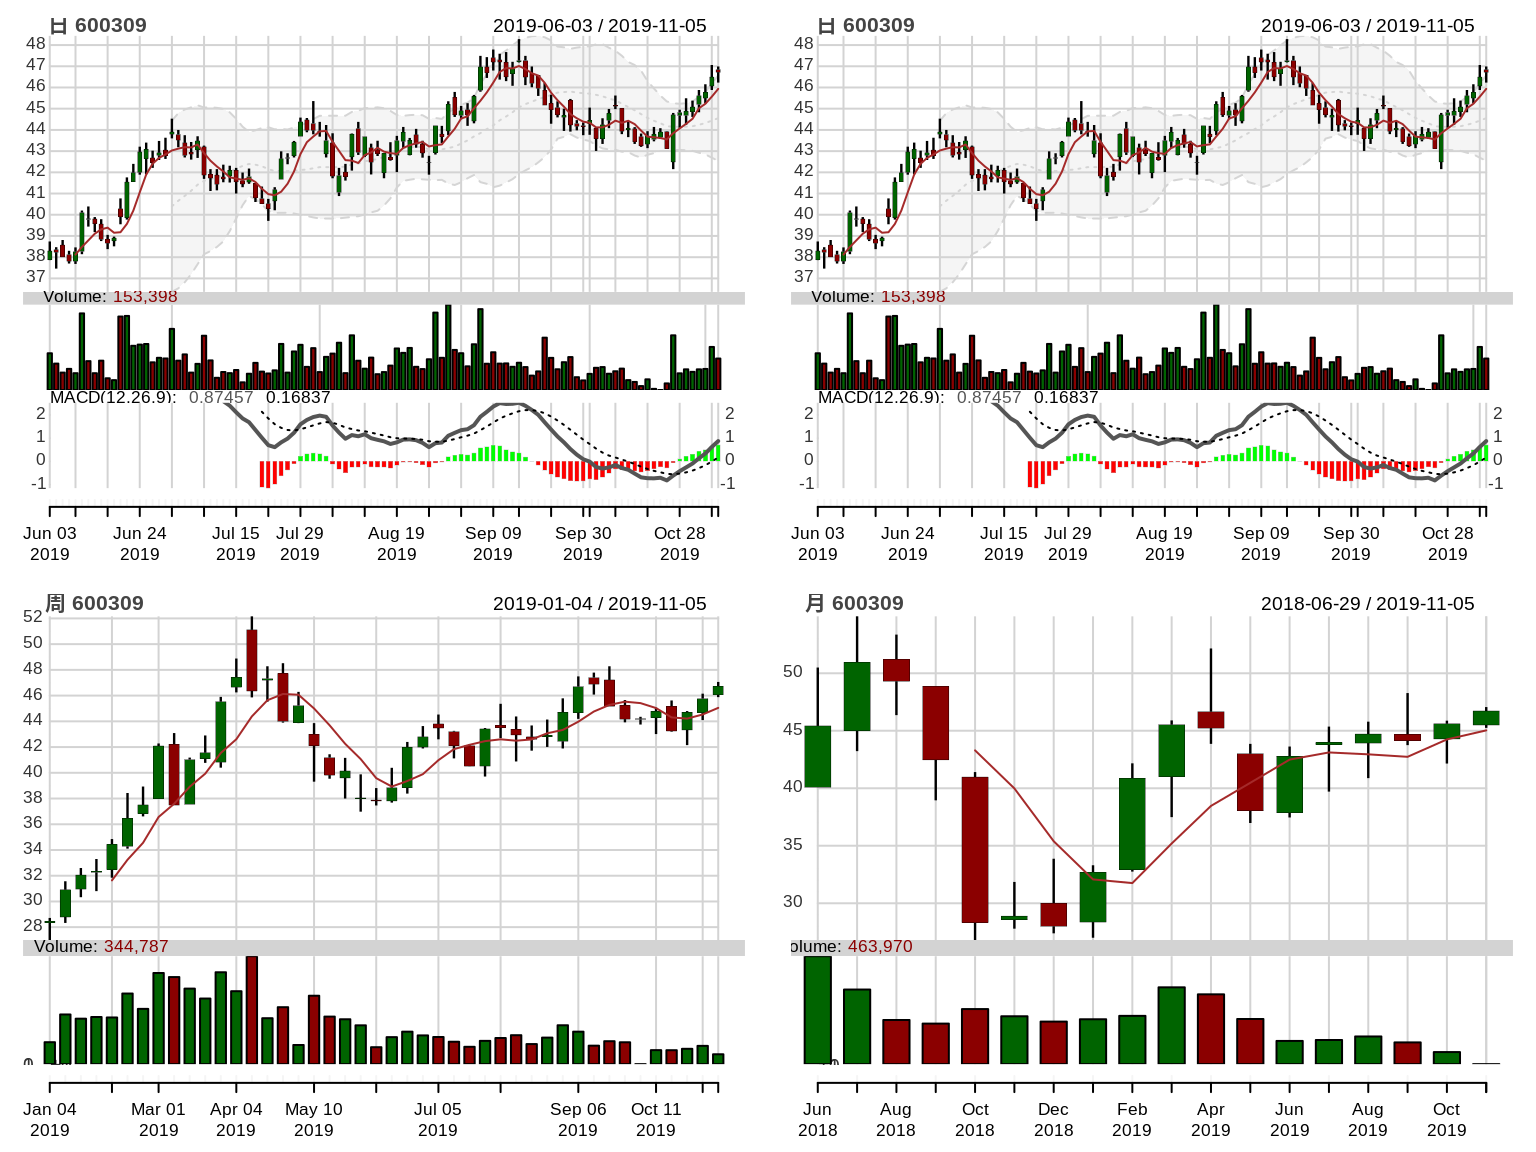 日 600309 2019-06-03 / 2019-11-05
48
47
46
45
44
43
42
41
40
39
38
37
Volume: 153,398
MACD(12,26,9): 0.87457 0.16837
2 2
1 1
0 0
-1 -1
Jun 03 Jun 24 Jul 15 Jul 29 Aug 19 Sep 09 Sep 30 Oct 28
2019 2019 2019 2019 2019 2019 2019 2019
日 600309 2019-06-03 / 2019-11-05
48
47
46
45
44
43
42
41
40
39
38
37
Volume: 153,398
MACD(12,26,9): 0.87457 0.16837
2 2
1 1
0 0
-1 -1
Jun 03 Jun 24 Jul 15 Jul 29 Aug 19 Sep 09 Sep 30 Oct 28
2019 2019 2019 2019 2019 2019 2019 2019
周 600309 2019-01-04 / 2019-11-05
52
50
48
46
44
42
40
38
36
34
32
30
28
Volume: 344,787
Jan 04 Mar 01 Apr 04 May 10 Jul 05 Sep 06 Oct 11
2019 2019 2019 2019 2019 2019 2019
月 600309 2018-06-29 / 2019-11-05
50
45
40
35
30
olume: 463,970
Jun Aug Oct Dec Feb Apr Jun Aug Oct
2018 2018 2018 2018 2019 2019 2019 2019 2019